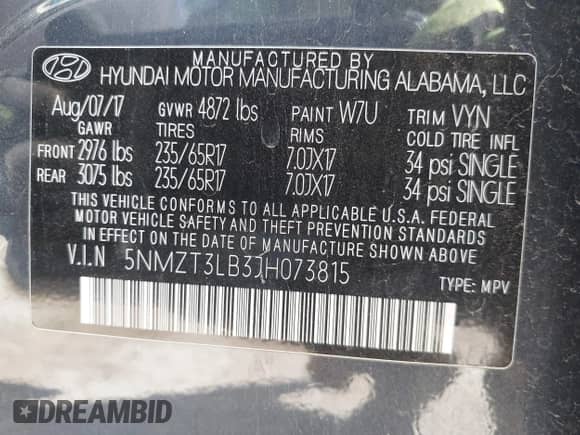 MANUFACTURED BY
HYUNDAI MOTOR MANUFACTURING ALABAMA, LLC
Aug/07/17 GVWR 4872 lbs PAINT W7U TRIM VYN
GAWR TIRES RIMS COLD TIRE INFL
FRONT 2976 lbs 235/65R17 7.0JX17 34 psi SINGLE
REAR 3075 lbs 235/65R17 7.0JX17 34 psi SINGLE
THIS VEHICLE CONFORMS TO ALL APPLICABLE U.S.A. FEDERAL
MOTOR VEHICLE SAFETY AND THEFT PREVENTION STANDARDS
IN EFFECT ON THE DATE OF MANUFACTURE SHOWN ABOVE.
V.I.N 5NMZT3LB3JH073815 TYPE: MPV
DREAMBID